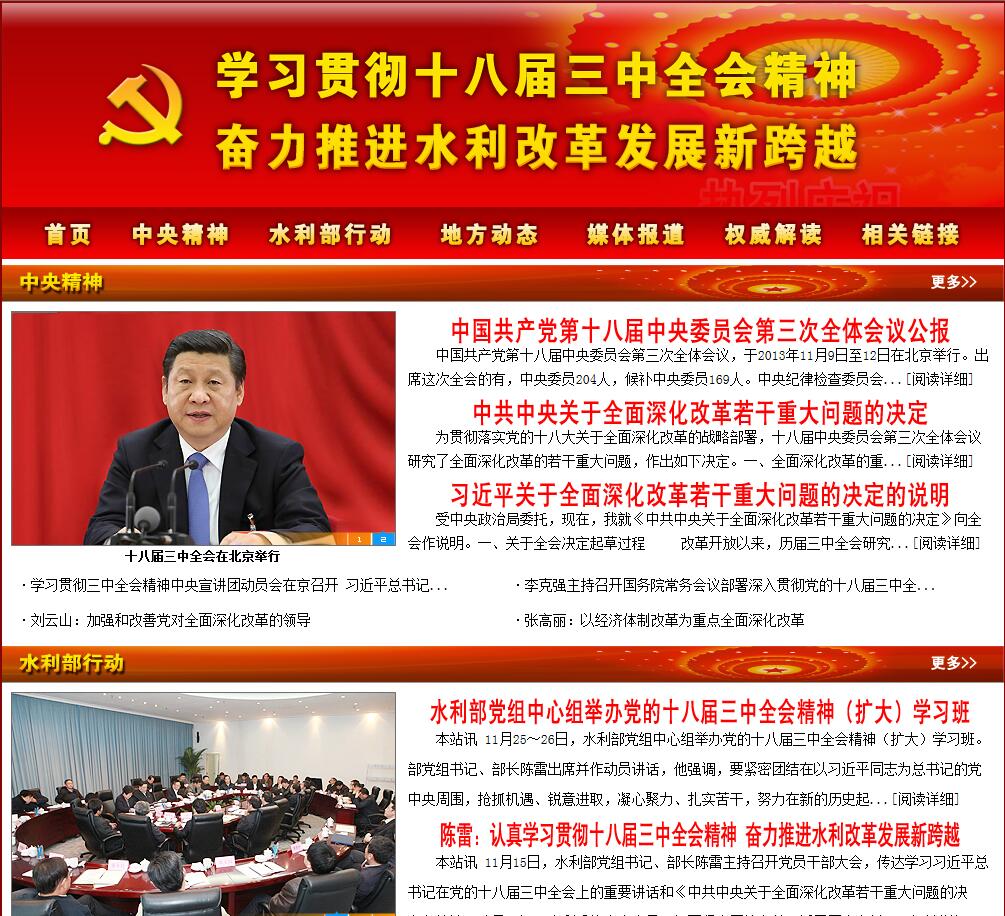 学习贯彻十八届三中全会精神
奋力推进水利改革发展新跨越
热烈庆祝
首页 中央精神 水利部行动 地方动态 媒体报道 权威解读 相关链接
中央精神 更多>>
中国共产党第十八届中央委员会第三次全体会议公报
中国共产党第十八届中央委员会第三次全体会议，于2013年11月9日至12日在北京举行。出
席这次全会的有，中央委员204人，候补中央委员169人。中央纪律检查委员会...[阅读详细]
中共中央关于全面深化改革若干重大问题的决定
为贯彻落实党的十八大关于全面深化改革的战略部署，十八届中央委员会第三次全体会议
研究了全面深化改革的若干重大问题，作出如下决定。一、全面深化改革的重...[阅读详细]
习近平关于全面深化改革若干重大问题的决定的说明
受中央政治局委托，现在，我就《中共中央关于全面深化改革若干重大问题的决定》向全
会作说明。一、关于全会决定起草过程 改革开放以来，历届三中全会研究...[阅读详细]
1 2
十八届三中全会在北京举行
·学习贯彻三中全会精神中央宣讲团动员会在京召开 习近平总书记...
·李克强主持召开国务院常务会议部署深入贯彻党的十八届三中全...
·刘云山：加强和改善党对全面深化改革的领导
·张高丽：以经济体制改革为重点全面深化改革
水利部行动 更多>>
水利部党组中心组举办党的十八届三中全会精神（扩大）学习班
本站讯 11月25～26日，水利部党组中心组举办党的十八届三中全会精神（扩大）学习班。
部党组书记、部长陈雷出席并作动员讲话，他强调，要紧密团结在以习近平同志为总书记的党
中央周围，抢抓机遇、锐意进取，凝心聚力、扎实苦干，努力在新的历史起...[阅读详细]
陈雷：认真学习贯彻十八届三中全会精神 奋力推进水利改革发展新跨越
本站讯 11月15日，水利部党组书记、部长陈雷主持召开党员干部大会，传达学习习近平总
书记在党的十八届三中全会上的重要讲话和《中共中央关于全面深化改革若干重大问题的决